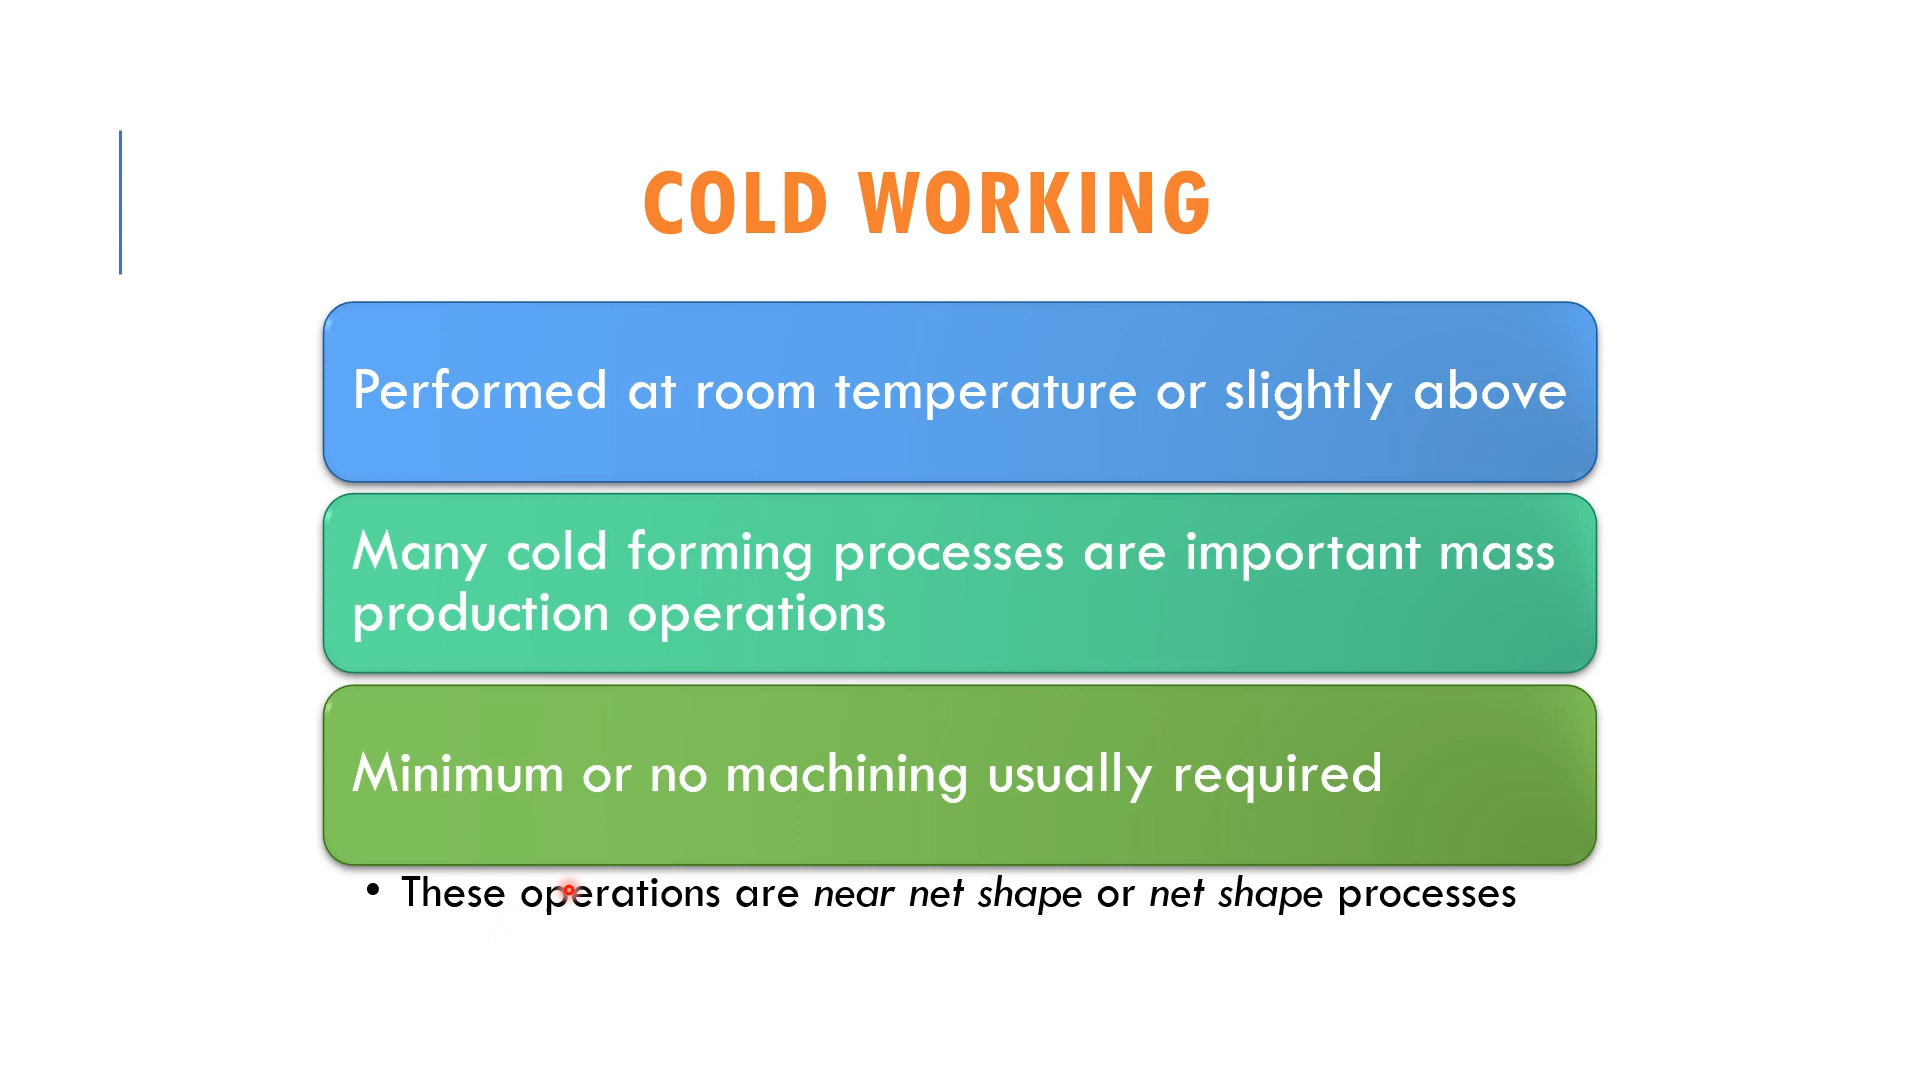 COLD WORKING
Performed at room temperature or slightly above
Many cold forming processes are important mass
production operations
Minimum or no machining usually required
• These operations are near net shape or net shape processes